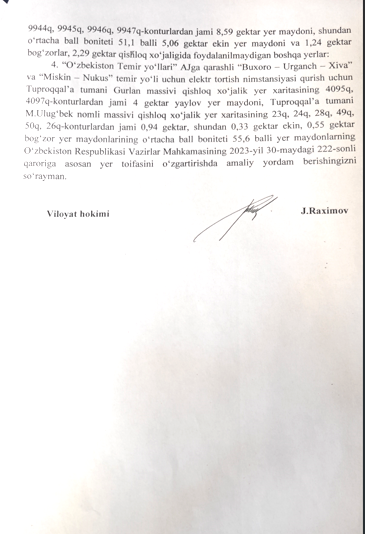 9944q, 9945q, 9946q, 9947q-konturlardan jami 8,59 gektar yer maydoni, shundan
o‘rtacha ball boniteti 51,1 balli 5,06 gektar ekin yer maydoni va 1,24 gektar
bog‘zorlar, 2,29 gektar qishloq xo‘jaligida foydalanilmaydigan boshqa yerlar:
4. “O‘zbekiston Temir yo‘llari” AJga qarashli “Buxoro – Urganch – Xiva”
va “Miskin – Nukus” temir yo‘li uchun elektr tortish nimstansiyasi qurish uchun
Tuproqqal’a tumani Gurlan massivi qishloq xo‘jalik yer xaritasining 4095q,
4097q-konturlardan jami 4 gektar yaylov yer maydoni, Tuproqqal’a tumani
M.Ulug‘bek nomli massivi qishloq xo‘jalik yer xaritasining 23q, 24q, 28q, 49q,
50q, 26q-konturlardan jami 0,94 gektar, shundan 0,33 gektar ekin, 0,55 gektar
bog‘zor yer maydonlarining o‘rtacha ball boniteti 55,6 balli yer maydonlarning
O‘zbekiston Respublikasi Vazirlar Mahkamasining 2023-yil 30-maydagi 222-sonli
qaroriga asosan yer toifasini o‘zgartirishda amaliy yordam berishingizni
so‘rayman.
Viloyat hokimi
J.Raximov